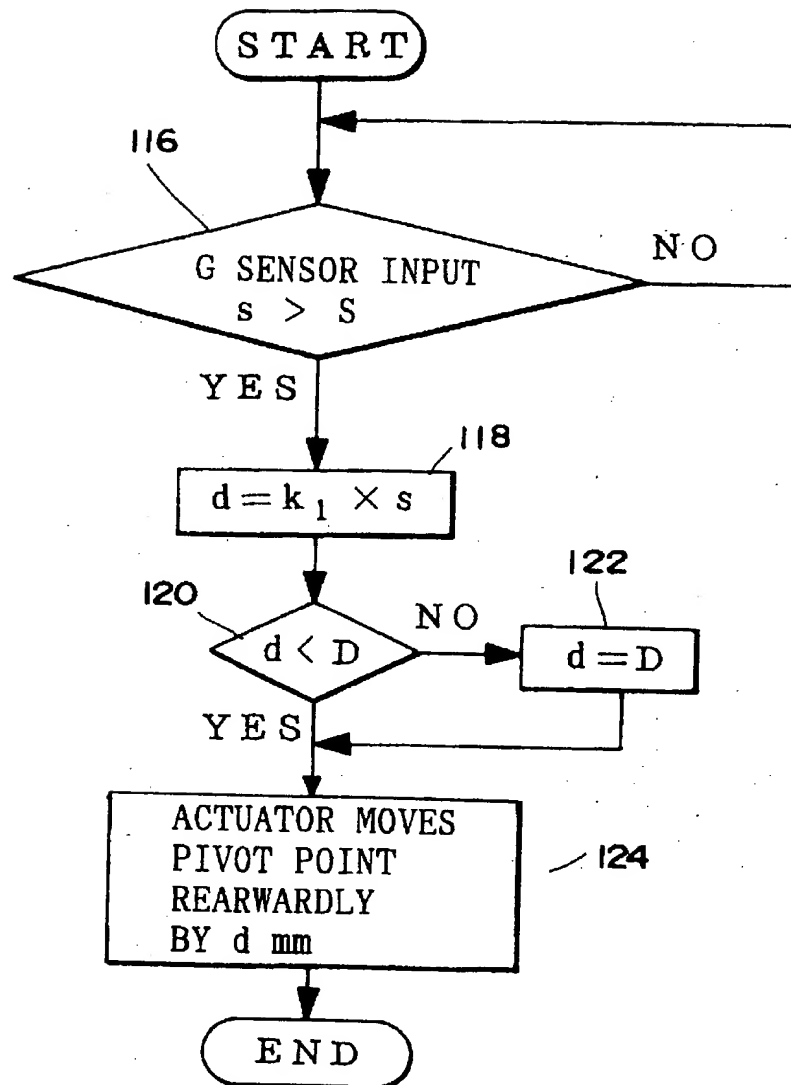 START
116
G SENSOR INPUT
s > S
NO
YES
118
d = k₁ × s
120
d < D
NO
122
d = D
YES
ACTUATOR MOVES
PIVOT POINT
REARWARDLY
BY d mm
124
END